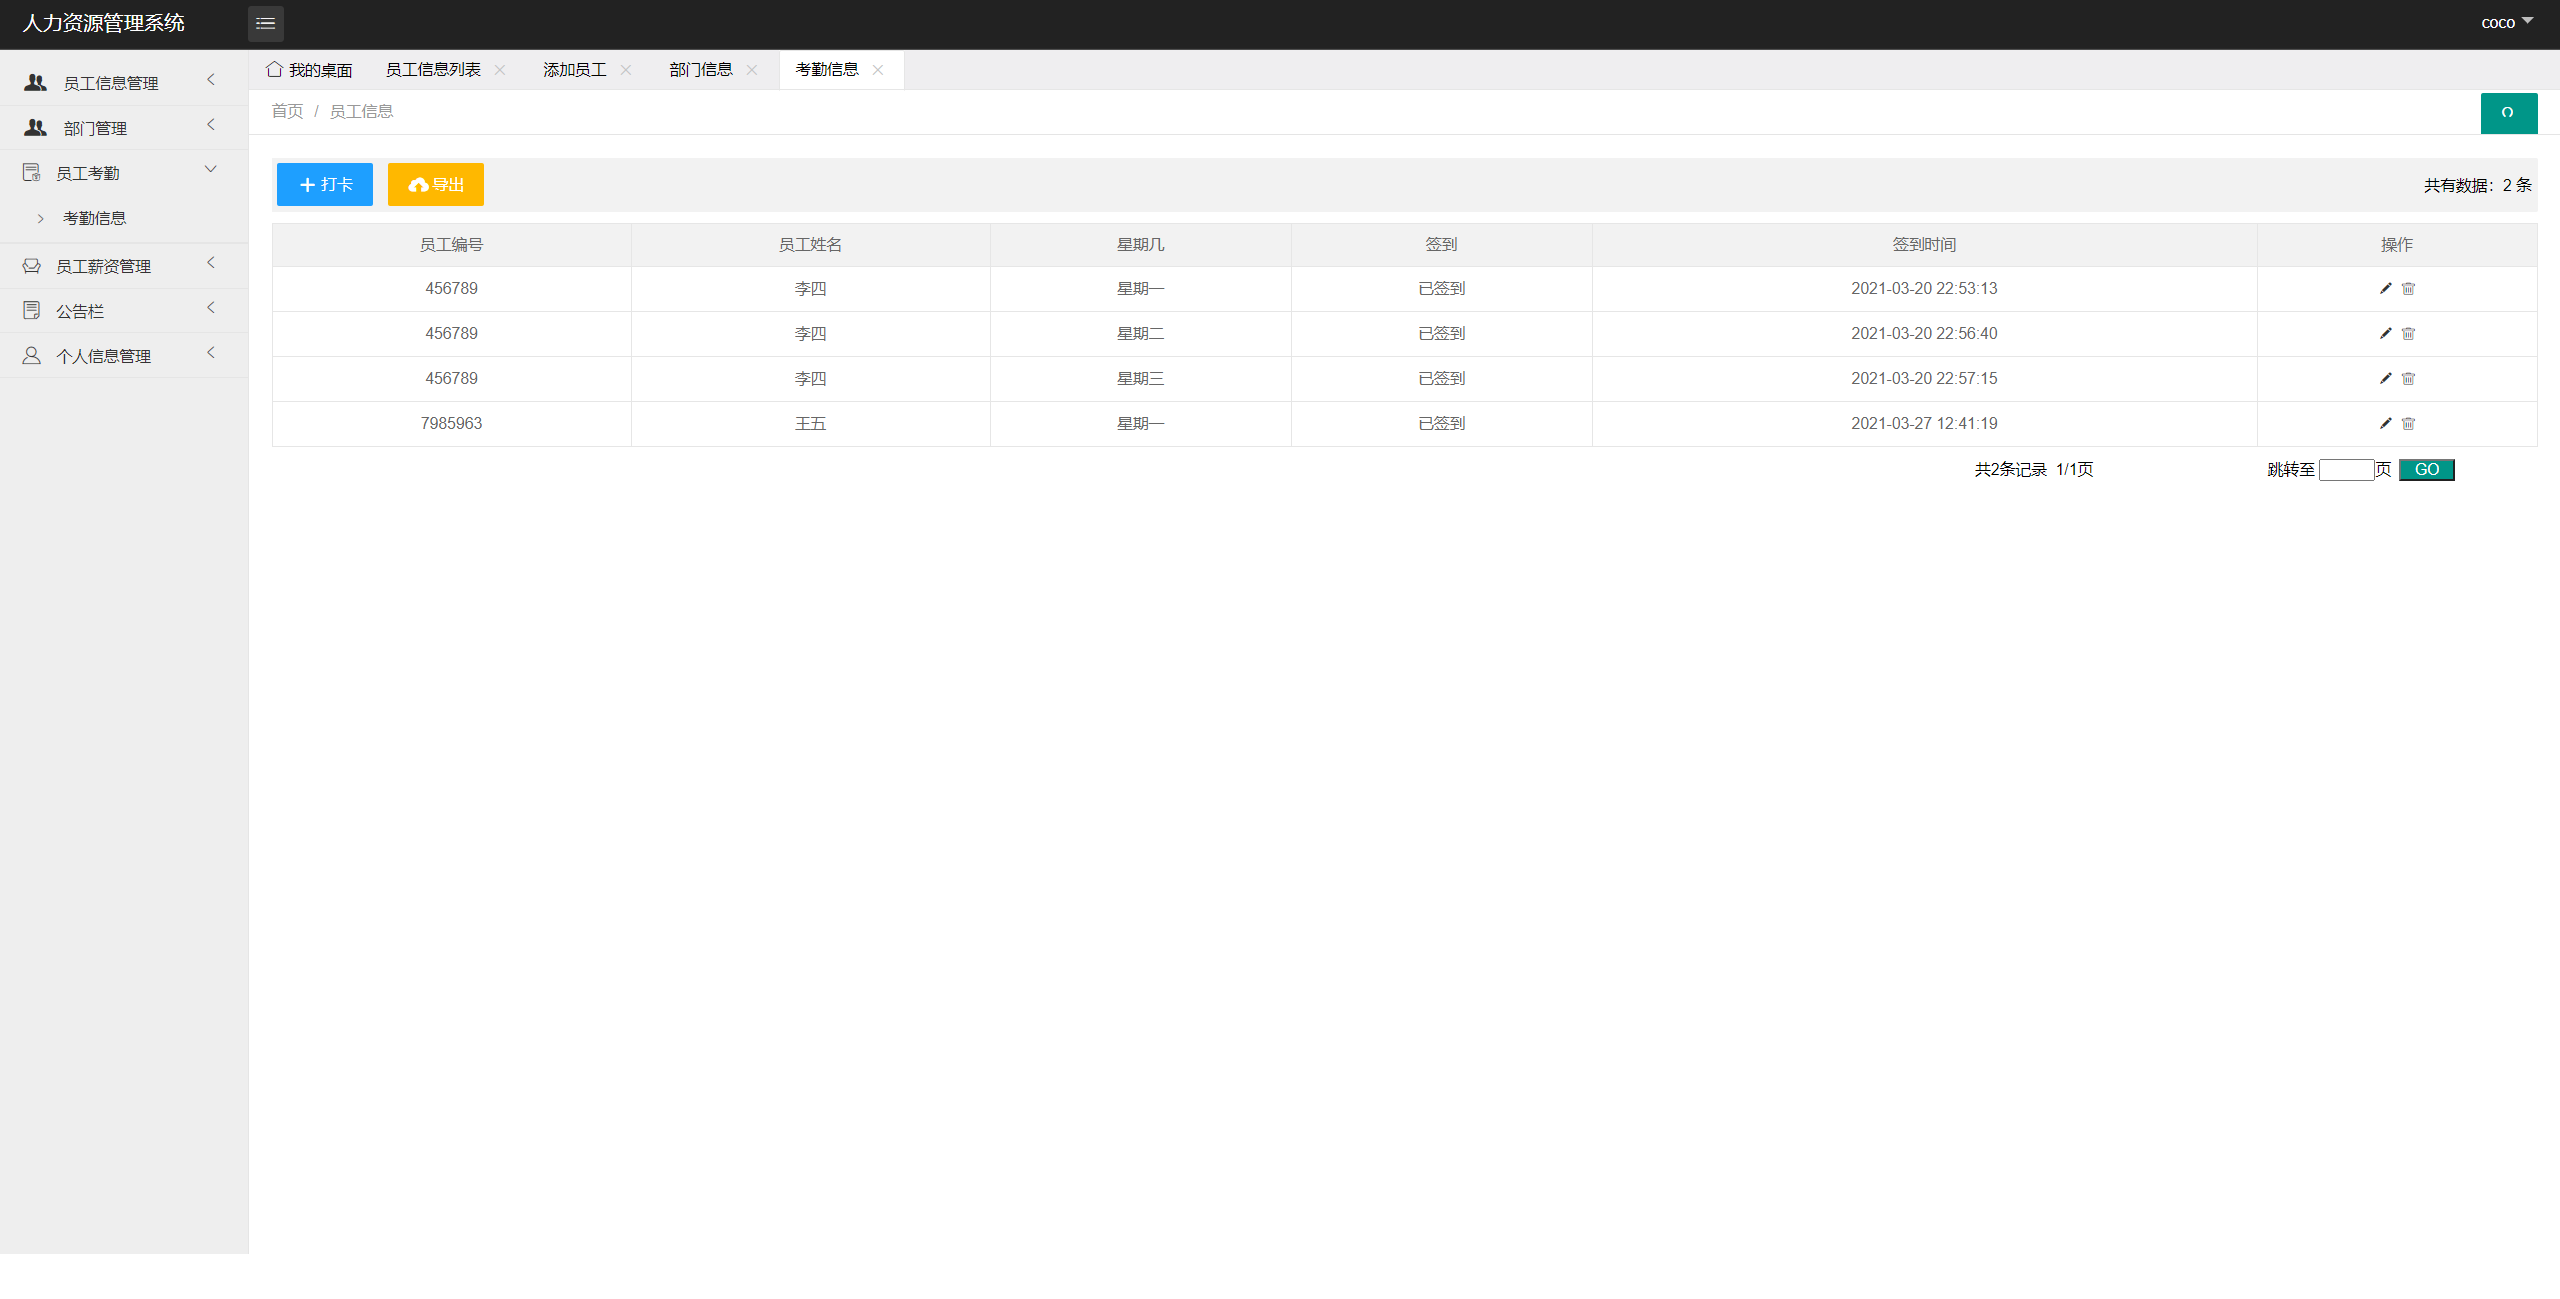 人力资源管理系统 coco
我的桌面 员工信息列表 添加员工 部门信息 考勤信息
员工信息管理
部门管理
员工考勤
考勤信息
员工薪资管理
公告栏
个人信息管理
首页 / 员工信息
打卡 导出 共有数据：2 条
员工编号 员工姓名 星期几 签到 签到时间 操作
456789 李四 星期一 已签到 2021-03-20 22:53:13
456789 李四 星期二 已签到 2021-03-20 22:56:40
456789 李四 星期三 已签到 2021-03-20 22:57:15
7985963 王五 星期一 已签到 2021-03-27 12:41:19
共2条记录 1/1页 跳转至 页 GO